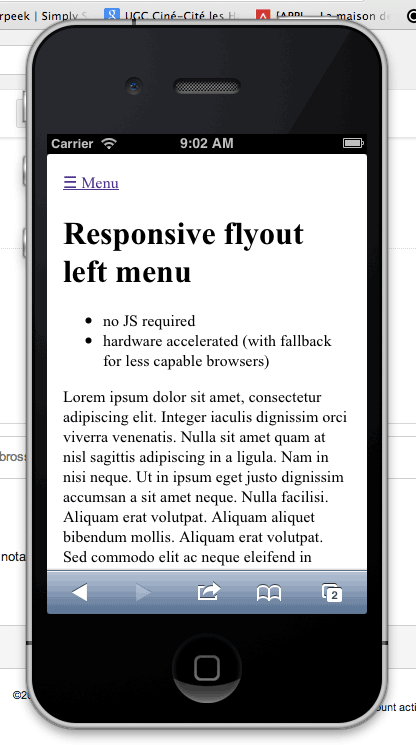 rpeek | Simply S
UGC Ciné-Cité les H
[APPL
La maison de
Carrier
9:02 AM
☰ Menu
Responsive flyout
left menu
• no JS required
• hardware accelerated (with fallback
for less capable browsers)
Lorem ipsum dolor sit amet, consectetur
adipiscing elit. Integer iaculis dignissim orci
viverra venenatis. Nulla sit amet quam at
nisl sagittis adipiscing in a ligula. Nam in
nisi neque. Ut in ipsum eget justo dignissim
accumsan a sit amet neque. Nulla facilisi.
Aliquam erat volutpat. Aliquam aliquet
bibendum mollis. Aliquam erat volutpat.
Sed commodo elit ac neque eleifend in
bross
nota
2
©20
ount acti